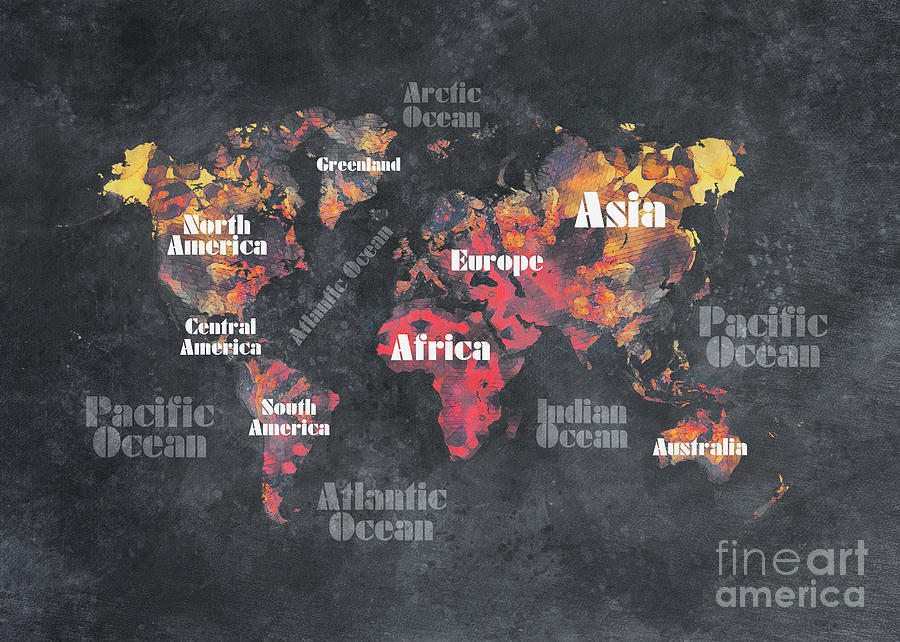 Arctic
Ocean
Greenland
North
America
Asia
Europe
Atlantic Ocean
Central
America
Africa
Pacific
Ocean
Pacific
Ocean
South
America
Indian
Ocean
Australia
Atlantic
Ocean
fineart
america